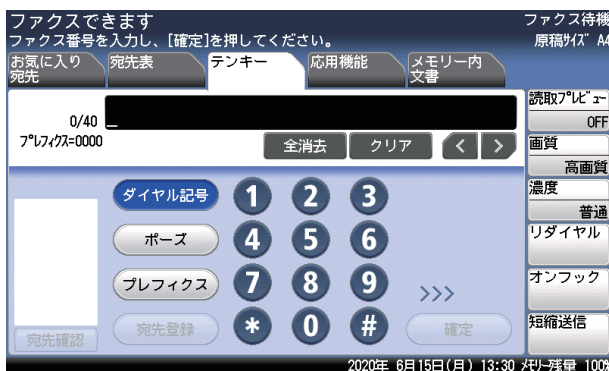 ファクスできます
ファクス待機
ファクス番号を入力し、[確定]を押してください。
原稿ｻｲｽﾞ A4
お気に入り
宛先
宛先表
テンキー
応用機能
メモリー内
文書
0/40 _
ﾌﾟﾚﾌｨｸｽ=0000
全消去
クリア
<
>
読取ﾌﾟﾚﾋﾞｭｰ
OFF
画質
高画質
濃度
普通
リダイヤル
オンフック
短縮送信
ダイヤル記号
1
2
3
ポーズ
4
5
6
プレフィクス
7
8
9
>>>
宛先確認
宛先登録
*
0
#
確定
2020年 6月15日(月) 13:30 ﾒﾓﾘｰ残量 100%